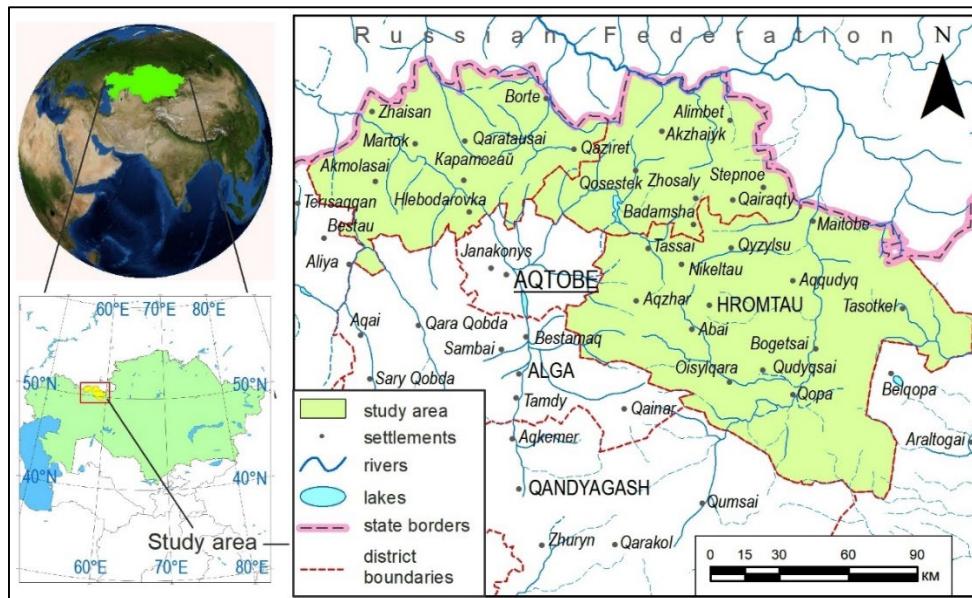 Russian Federation N
Borte
Zhaisan
Alimbet
Martok
Qaratausai
Akzhaiyk
Akmolasai
Kapamozaŭ
Qaziret
Qosestek
Zhosaly
Stepnoe
Terisaqqan
Hlebodarovka
Qairaqty
Badamsha
Maitobe
Bestau
Janakonys
Tassai
Qyzylsu
Aliya
AQTOBE
Nikeltau
Aqqudyq
Aqzhar
HROMTAU
Tasotkel
Aqai
Qara Qobda
Bestamaq
Abai
Sambai
Bogetsai
Sary Qobda
ALGA
Oisylqara
Qudyqsai
Belqopa
Tamdy
Qainar
Qopa
Aqkemer
Araltogai
QANDYAGASH
Qumsai
Zhuryn
Qarakol
60°E 70°E 80°E
50°N
50°N
40°N
40°N
60°E
70°E
80°E
Study area
study area
settlements
rivers
lakes
state borders
district
boundaries
0 15 30 60 90
КМ